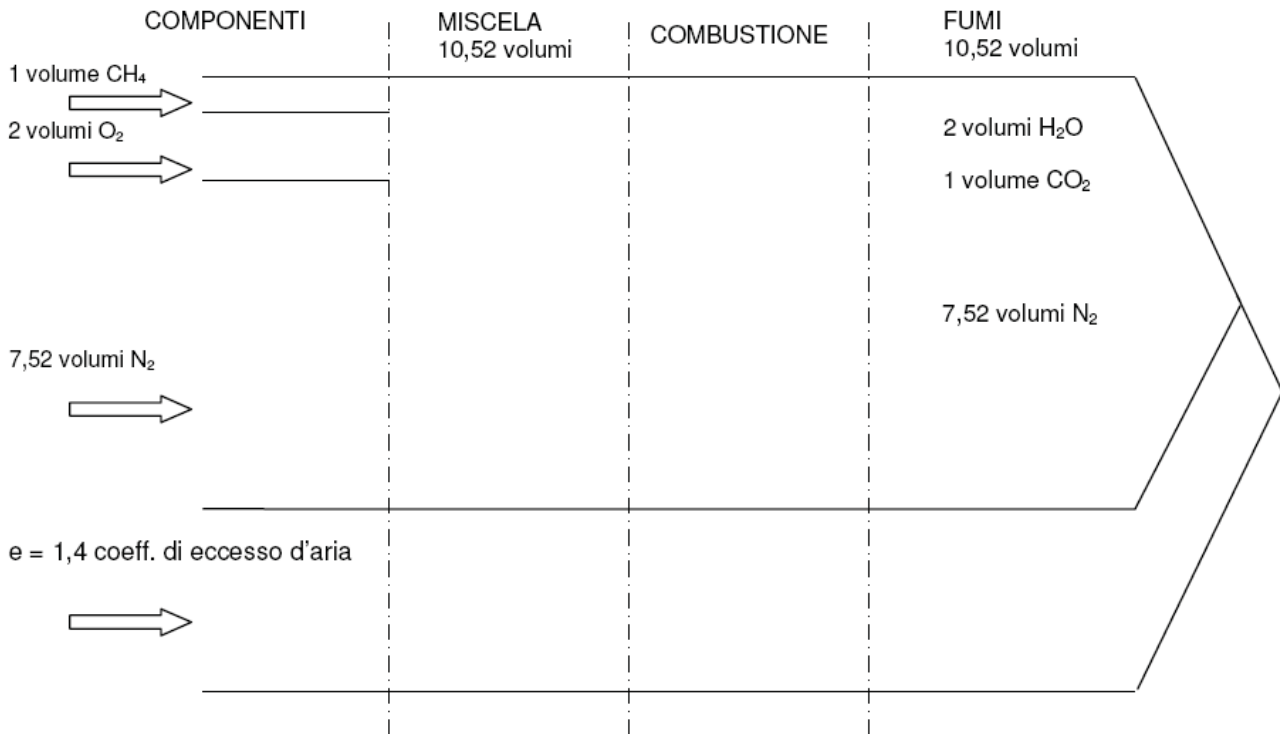 COMPONENTI
MISCELA
10,52 volumi
COMBUSTIONE
FUMI
10,52 volumi
1 volume CH₄
2 volumi O₂
2 volumi H₂O
1 volume CO₂
7,52 volumi N₂
7,52 volumi N₂
e = 1,4 coeff. di eccesso d'aria